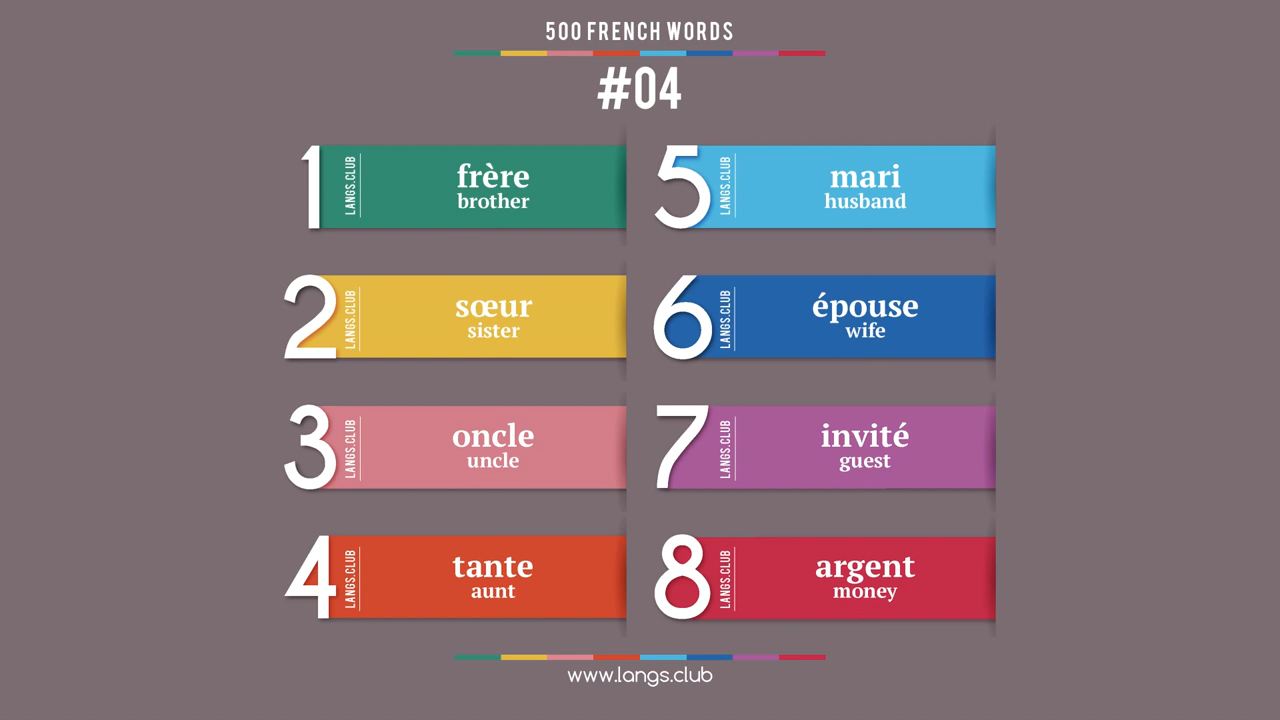 500 FRENCH WORDS
#04
1
LANGS.CLUB
frère
brother
2
LANGS.CLUB
sœur
sister
3
LANGS.CLUB
oncle
uncle
4
LANGS.CLUB
tante
aunt
5
LANGS.CLUB
mari
husband
6
LANGS.CLUB
épouse
wife
7
LANGS.CLUB
invité
guest
8
LANGS.CLUB
argent
money
www.langs.club